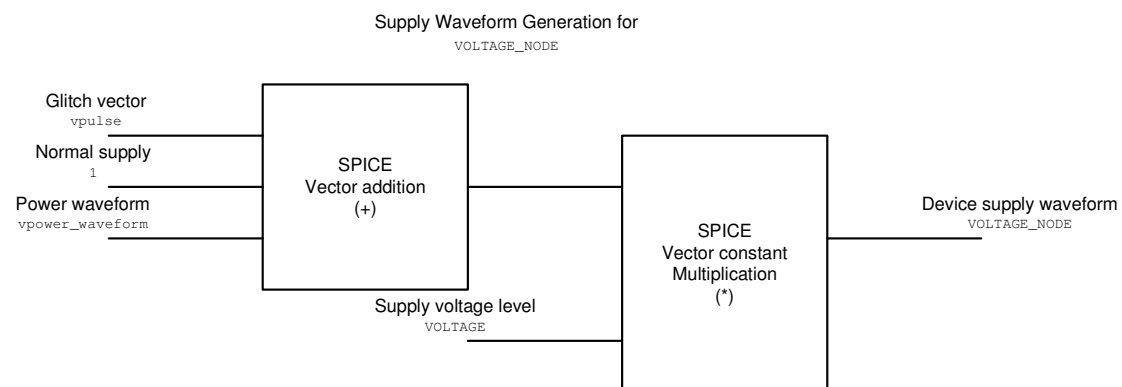 Supply Waveform Generation for
VOLTAGE_NODE
Glitch vector
vpulse
Normal supply
1
Power waveform
vpower_waveform
SPICE
Vector addition
(+)
Supply voltage level
VOLTAGE
SPICE
Vector constant
Multiplication
(*)
Device supply waveform
VOLTAGE_NODE